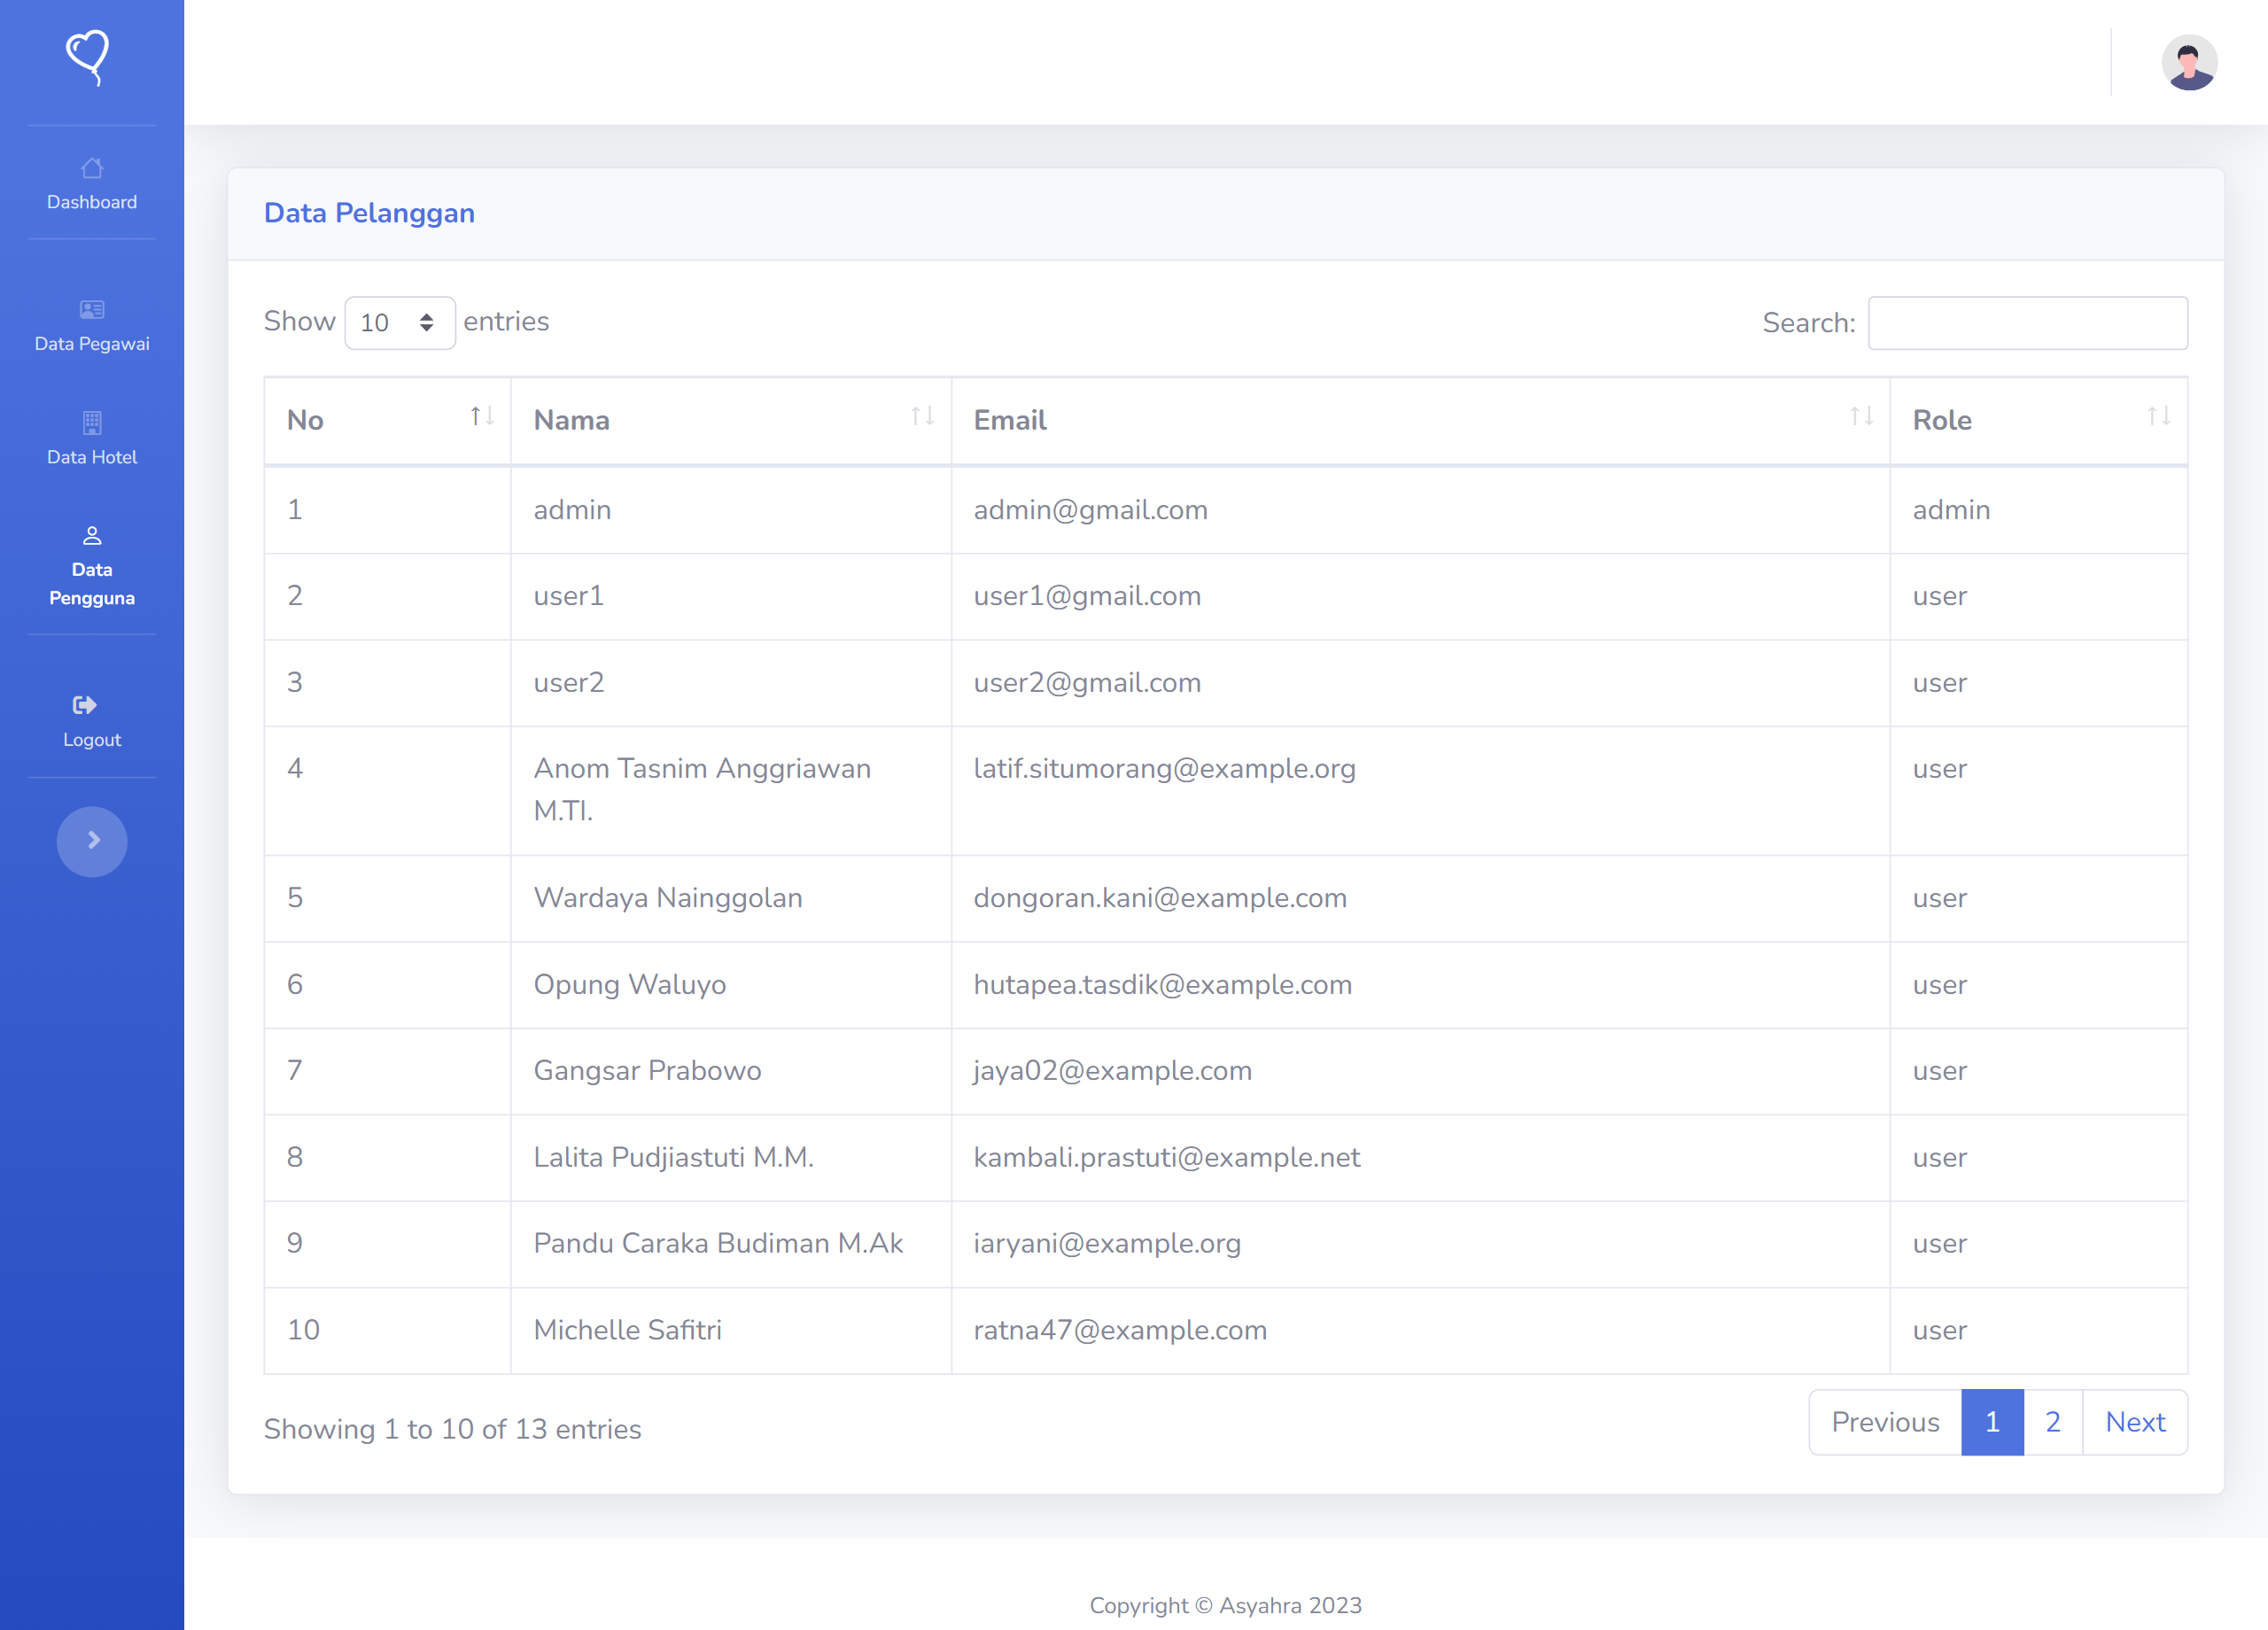 Dashboard
Data Pegawai
Data Hotel
Data
Pengguna
Logout
Data Pelanggan
Show 10 entries
Search:
No Nama Email Role
1 admin admin@gmail.com admin
2 user1 user1@gmail.com user
3 user2 user2@gmail.com user
4 Anom Tasnim Anggriawan latif.situmorang@example.org user
M.TI.
5 Wardaya Nainggolan dongoran.kani@example.com user
6 Opung Waluyo hutapea.tasdik@example.com user
7 Gangsar Prabowo jaya02@example.com user
8 Lalita Pudjiastuti M.M. kambali.prastuti@example.net user
9 Pandu Caraka Budiman M.Ak iaryani@example.org user
10 Michelle Safitri ratna47@example.com user
Showing 1 to 10 of 13 entries
Previous 1 2 Next
Copyright © Asyahra 2023